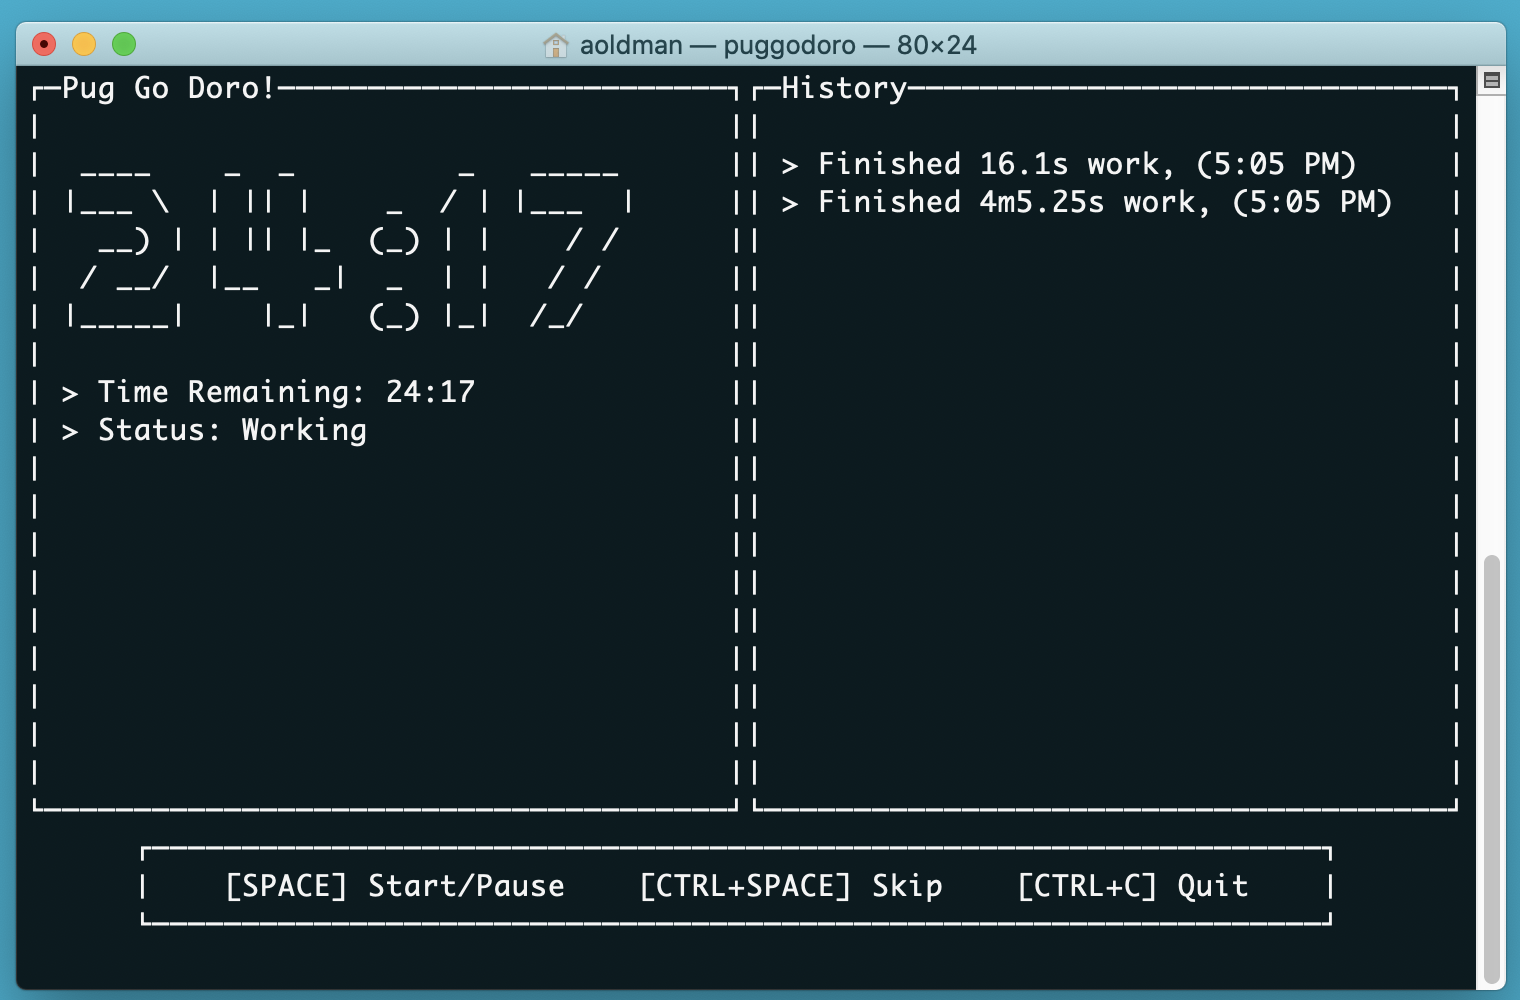 aoldman — puggodoro — 80×24
Pug Go Doro!
24:17
> Time Remaining: 24:17
> Status: Working
History
> Finished 16.1s work, (5:05 PM)
> Finished 4m5.25s work, (5:05 PM)
[SPACE] Start/Pause [CTRL+SPACE] Skip [CTRL+C] Quit